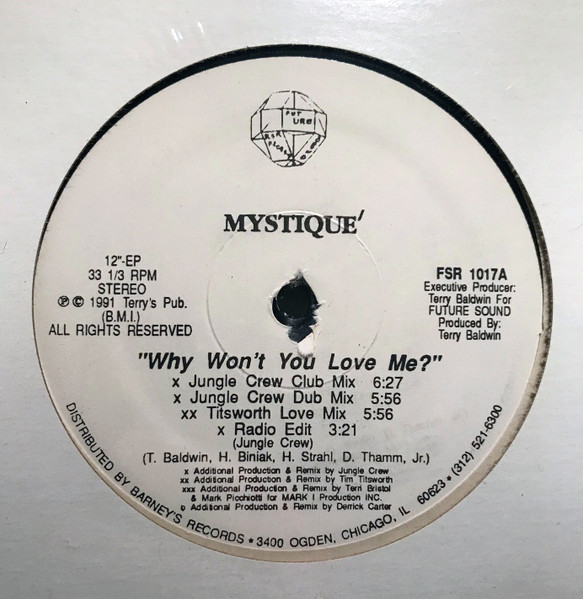 FUT
URE
MYSTIQUE'
12"-EP
33 1/3 RPM
STEREO
℗ © 1991 Terry's Pub.
(B.M.I.)
ALL RIGHTS RESERVED
FSR 1017A
Executive Producer:
Terry Baldwin For
FUTURE SOUND
Produced By:
Terry Baldwin
"Why Won't You Love Me?"
x Jungle Crew Club Mix 6:27
x Jungle Crew Dub Mix 5:56
xx Titsworth Love Mix 5:56
x Radio Edit 3:21
(Jungle Crew)
(T. Baldwin, H. Biniak, H. Strahl, D. Thamm, Jr.)
x Additional Production & Remix by Jungle Crew
xx Additional Production & Remix by Tim Titsworth
xxx Additional Production & Remix by Terri Bristol
& Mark Picchiotti for MARK I Production INC.
o Additional Production & Remix by Derrick Carter
DISTRIBUTED BY BARNEY'S RECORDS * 3400 OGDEN, CHICAGO, IL 60623 * (312) 521-6300